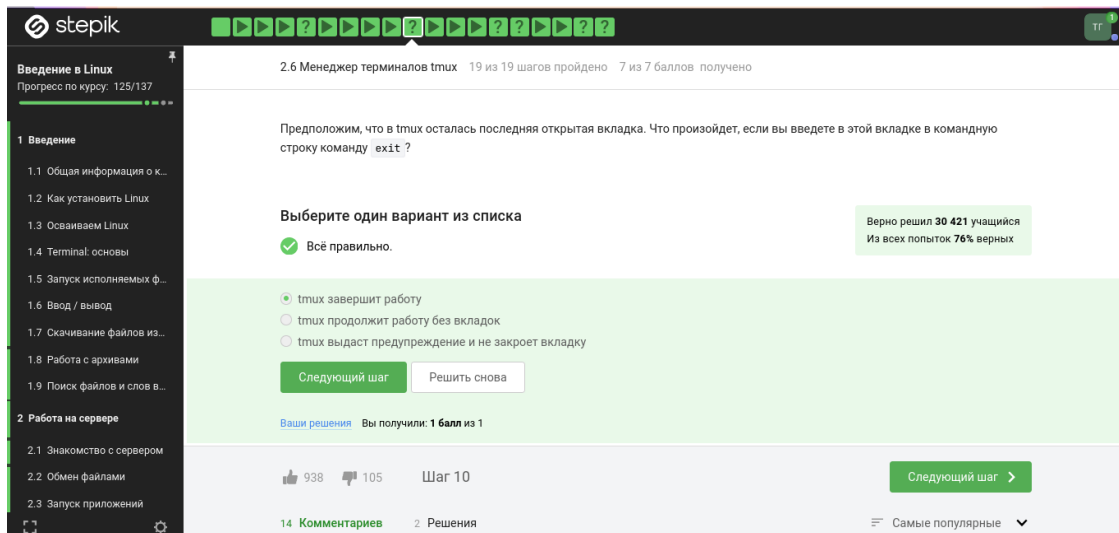 stepik
? ? ? ? ? ?
ТГ
1
Введение в Linux
Прогресс по курсу: 125/137
1 Введение
1.1 Общая информация о к...
1.2 Как установить Linux
1.3 Осваиваем Linux
1.4 Terminal: основы
1.5 Запуск исполняемых ф...
1.6 Ввод / вывод
1.7 Скачивание файлов из...
1.8 Работа с архивами
1.9 Поиск файлов и слов в...
2 Работа на сервере
2.1 Знакомство с сервером
2.2 Обмен файлами
2.3 Запуск приложений
2.6 Менеджер терминалов tmux 19 из 19 шагов пройдено 7 из 7 баллов получено
Предположим, что в tmux осталась последняя открытая вкладка. Что произойдет, если вы введете в этой вкладке в командную
строку команду exit ?
Выберите один вариант из списка
Всё правильно.
Верно решил 30 421 учащийся
Из всех попыток 76% верных
tmux завершит работу
tmux продолжит работу без вкладок
tmux выдаст предупреждение и не закроет вкладку
Следующий шаг Решить снова
Ваши решения Вы получили: 1 балл из 1
938 105 Шаг 10 Следующий шаг
14 Комментариев 2 Решения Самые популярные